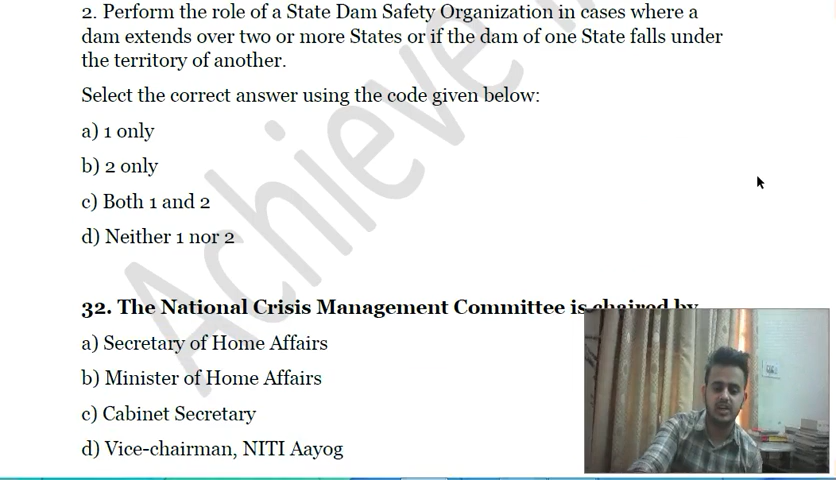 2. Perform the role of a State Dam Safety Organization in cases where a
dam extends over two or more States or if the dam of one State falls under
the territory of another.
Select the correct answer using the code given below:
a) 1 only
b) 2 only
c) Both 1 and 2
d) Neither 1 nor 2
32. The National Crisis Management Committee is chaired by
a) Secretary of Home Affairs
b) Minister of Home Affairs
c) Cabinet Secretary
d) Vice-chairman, NITI Aayog
Achieve